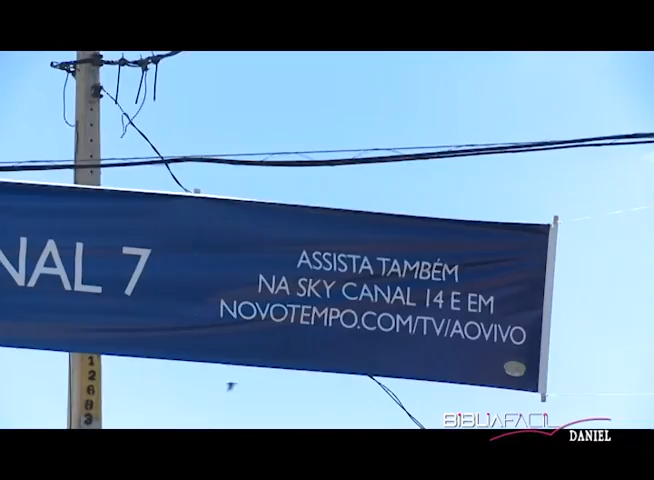 NAL 7
ASSISTA TAMBÉM
NA SKY CANAL 14 E EM
NOVOTEMPO.COM/TV/AOVIVO
12683
BIBLIAFACIL
DANIEL